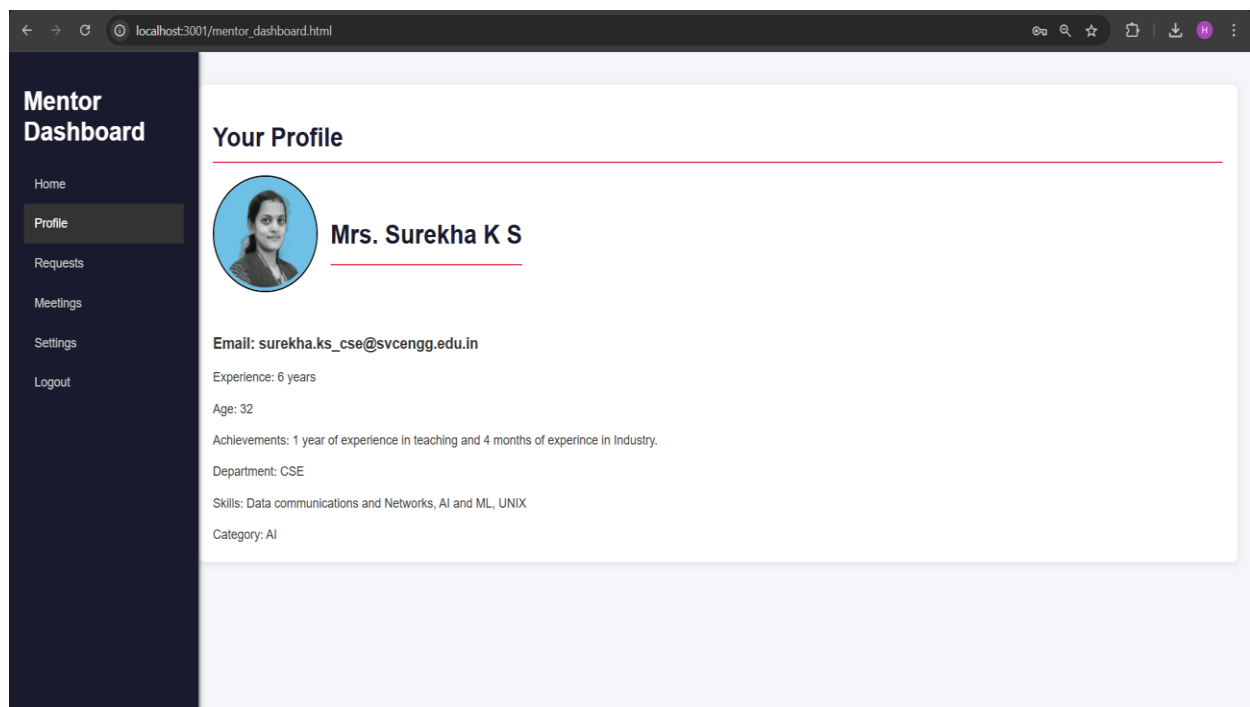 localhost:3001/mentor_dashboard.html
H
Mentor
Dashboard
Home
Profile
Requests
Meetings
Settings
Logout
Your Profile
Mrs. Surekha K S
Email: surekha.ks_cse@svcengg.edu.in
Experience: 6 years
Age: 32
Achievements: 1 year of experience in teaching and 4 months of experince in Industry.
Department: CSE
Skills: Data communications and Networks, AI and ML, UNIX
Category: AI